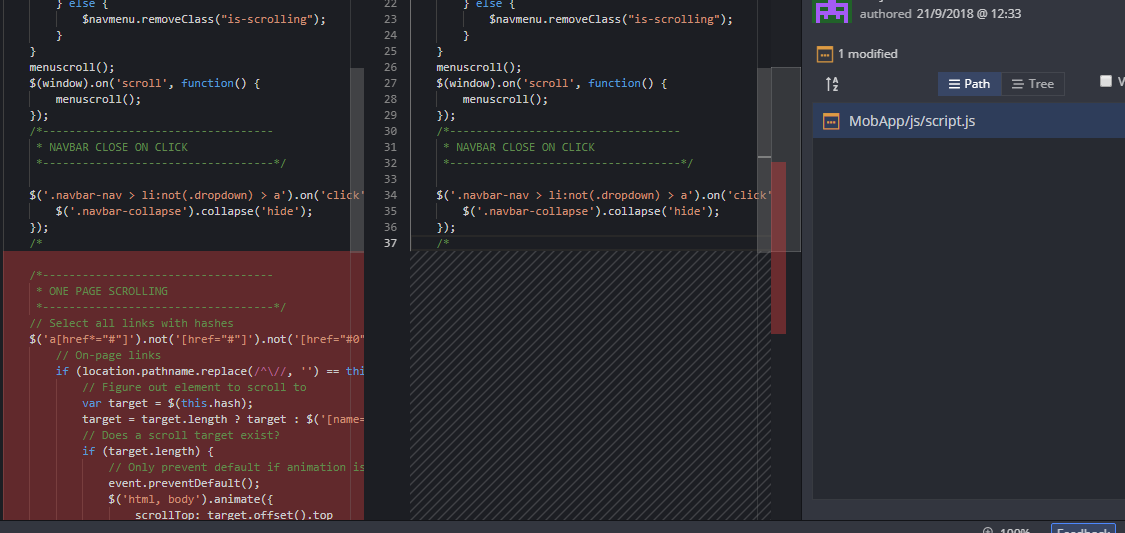 } else {
$navmenu.removeClass("is-scrolling");
}
}
menuscroll();
$(window).on('scroll', function() {
menuscroll();
});
/*-----------------------------------
* NAVBAR CLOSE ON CLICK
*-----------------------------------*/
$('.navbar-nav > li:not(.dropdown) > a').on('click'
$('.navbar-collapse').collapse('hide');
});
/*
/*-----------------------------------
* ONE PAGE SCROLLING
*-----------------------------------*/
// Select all links with hashes
$('a[href*="#"]').not('[href="#"]').not('[href="#0"
// On-page links
if (location.pathname.replace(/^\//, '') == thi
// Figure out element to scroll to
var target = $(this.hash);
target = target.length ? target : $('[name=
// Does a scroll target exist?
if (target.length) {
// Only prevent default if animation is
event.preventDefault();
$('html, body').animate({
scrollTop: target.offset().top
22 } else {
23 $navmenu.removeClass("is-scrolling");
24 }
25 }
26 menuscroll();
27 $(window).on('scroll', function() {
28 menuscroll();
29 });
30 /*-----------------------------------
31 * NAVBAR CLOSE ON CLICK
32 *-----------------------------------*/
33
34 $('.navbar-nav > li:not(.dropdown) > a').on('click'
35 $('.navbar-collapse').collapse('hide');
36 });
37 /*
authored 21/9/2018 @ 12:33
1 modified
A
Z
Path Tree V
MobApp/js/script.js
100% Feedback